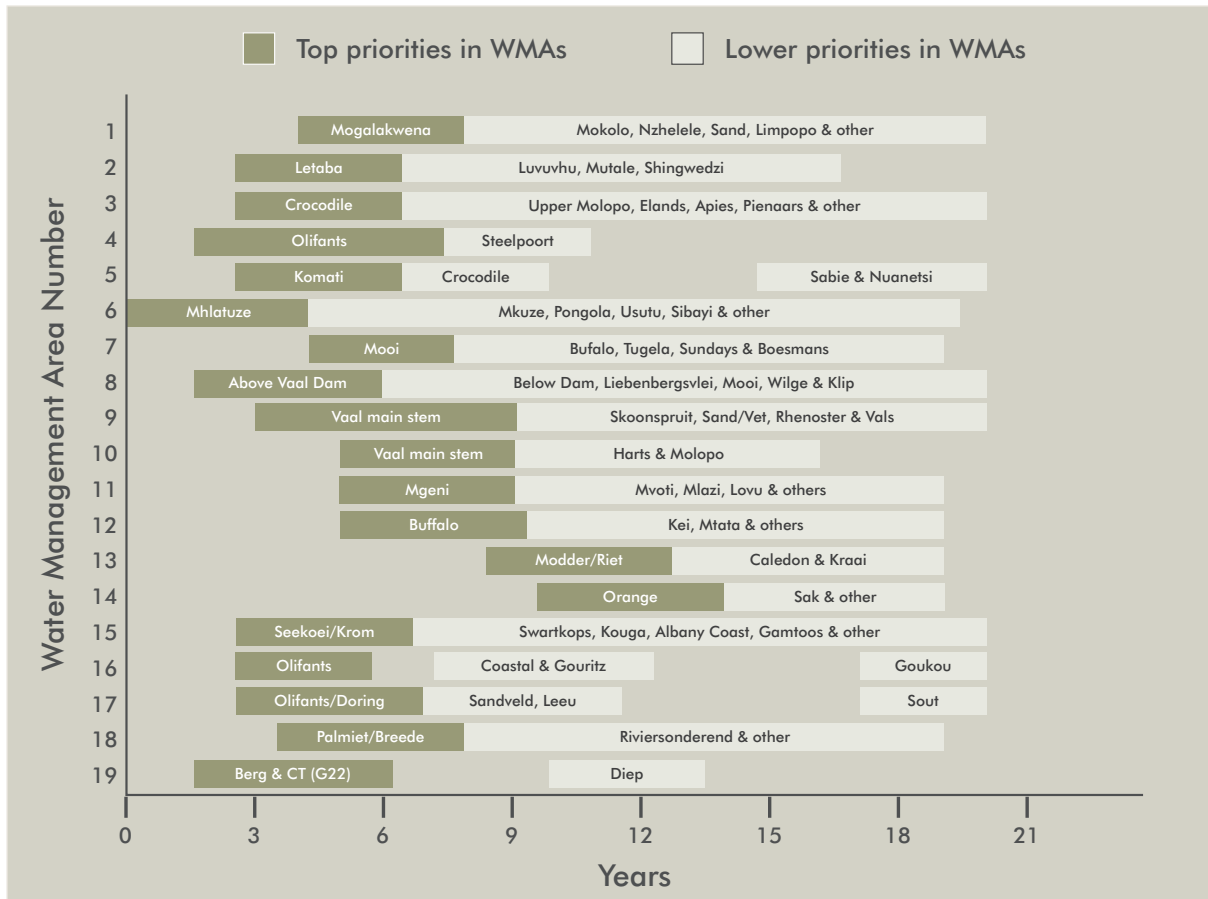 Top priorities in WMAs
Lower priorities in WMAs
Water Management Area Number
1 Mogalakwena Mokolo, Nzhelele, Sand, Limpopo & other
2 Letaba Luvuvhu, Mutale, Shingwedzi
3 Crocodile Upper Molopo, Elands, Apies, Pienaars & other
4 Olifants Steelpoort
5 Komati Crocodile Sabie & Nuanetsi
6 Mhlatuze Mkuze, Pongola, Usutu, Sibayi & other
7 Mooi Bufalo, Tugela, Sundays & Boesmans
8 Above Vaal Dam Below Dam, Liebenbergsvlei, Mooi, Wilge & Klip
9 Vaal main stem Skoonspruit, Sand/Vet, Rhenoster & Vals
10 Vaal main stem Harts & Molopo
11 Mgeni Mvoti, Mlazi, Lovu & others
12 Buffalo Kei, Mtata & others
13 Modder/Riet Caledon & Kraai
14 Orange Sak & other
15 Seekoei/Krom Swartkops, Kouga, Albany Coast, Gamtoos & other
16 Olifants Coastal & Gouritz Goukou
17 Olifants/Doring Sandveld, Leeu Sout
18 Palmiet/Breede Riviersonderend & other
19 Berg & CT (G22) Diep
0 3 6 9 12 15 18 21
Years